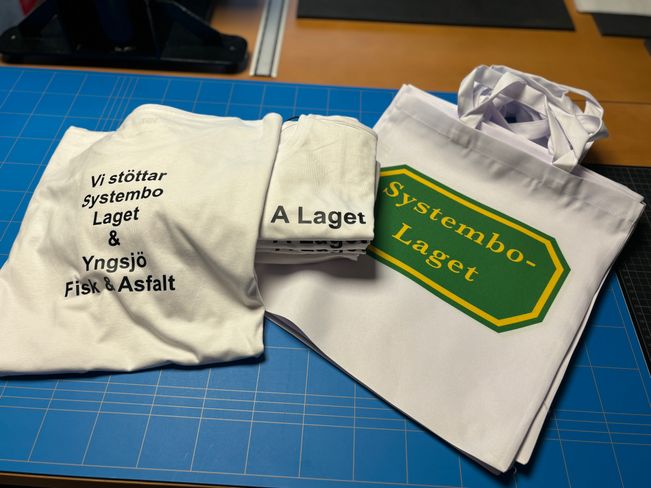 Vi stöttar
Systembo
Laget
&
Yngsjö
Fisk & Asfalt
A Laget
Systembo-
Laget